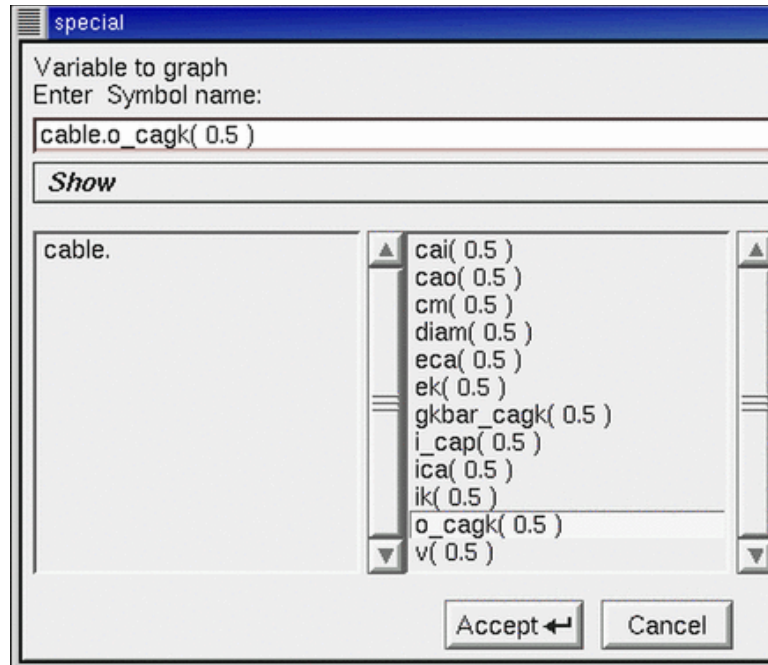 special
Variable to graph
Enter Symbol name:
cable.o_cagk( 0.5 )
Show
cable.
cai( 0.5 )
cao( 0.5 )
cm( 0.5 )
diam( 0.5 )
eca( 0.5 )
ek( 0.5 )
gkbar_cagk( 0.5 )
i_cap( 0.5 )
ica( 0.5 )
ik( 0.5 )
o_cagk( 0.5 )
v( 0.5 )
Accept Cancel